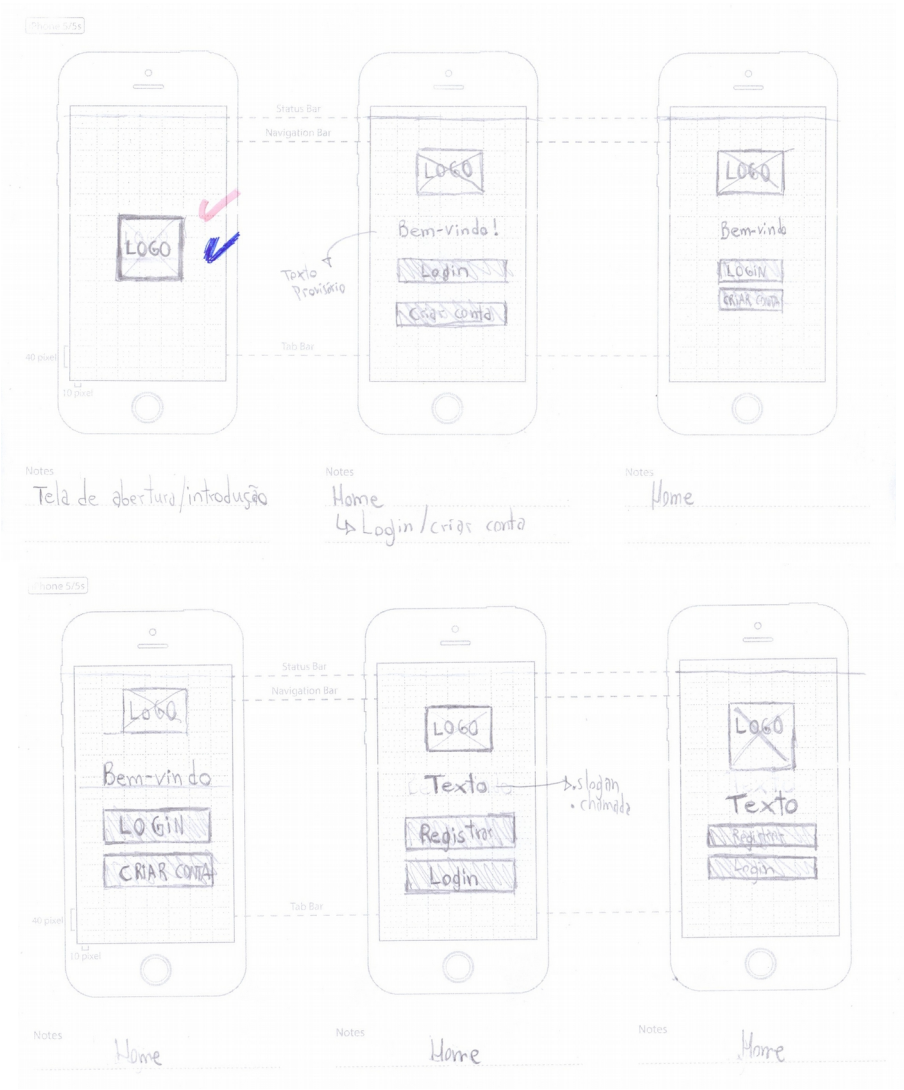 iPhone 5/5s
Status Bar
Navigation Bar
LOGO
LOGO
LOGO
Bem-vindo!
Bem-vindo
Texto
Provisório
Login
LOGIN
Criar conta
CRIAR CONTA
Tab Bar
40 pixel
10 pixel
Notes
Tela de abertura/introdução
Notes
Home
↳ Login/criar conta
Notes
Home
iPhone 5/5s
Status Bar
Navigation Bar
LOGO
LOGO
LOGO
Bem-vindo
Texto
• slogan
• chamada
Texto
LOGIN
Registrar
Registrar
CRIAR CONTA
Login
Login
Tab Bar
40 pixel
10 pixel
Notes
Home
Notes
Home
Notes
Home